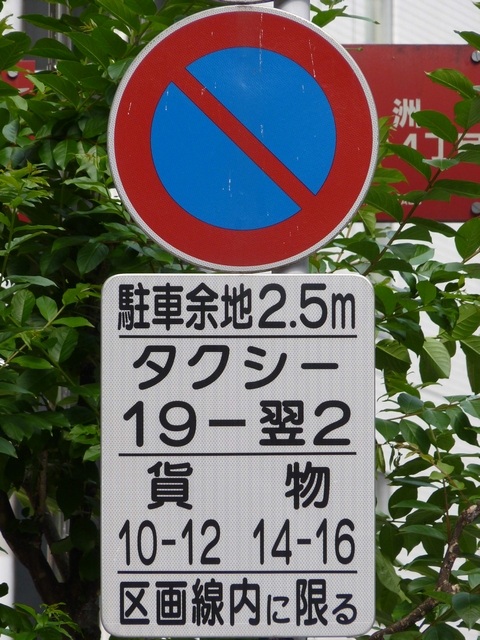 洲
駐車余地2.5m
タクシー
19-翌2
貨 物
10-12 14-16
区画線内に限る